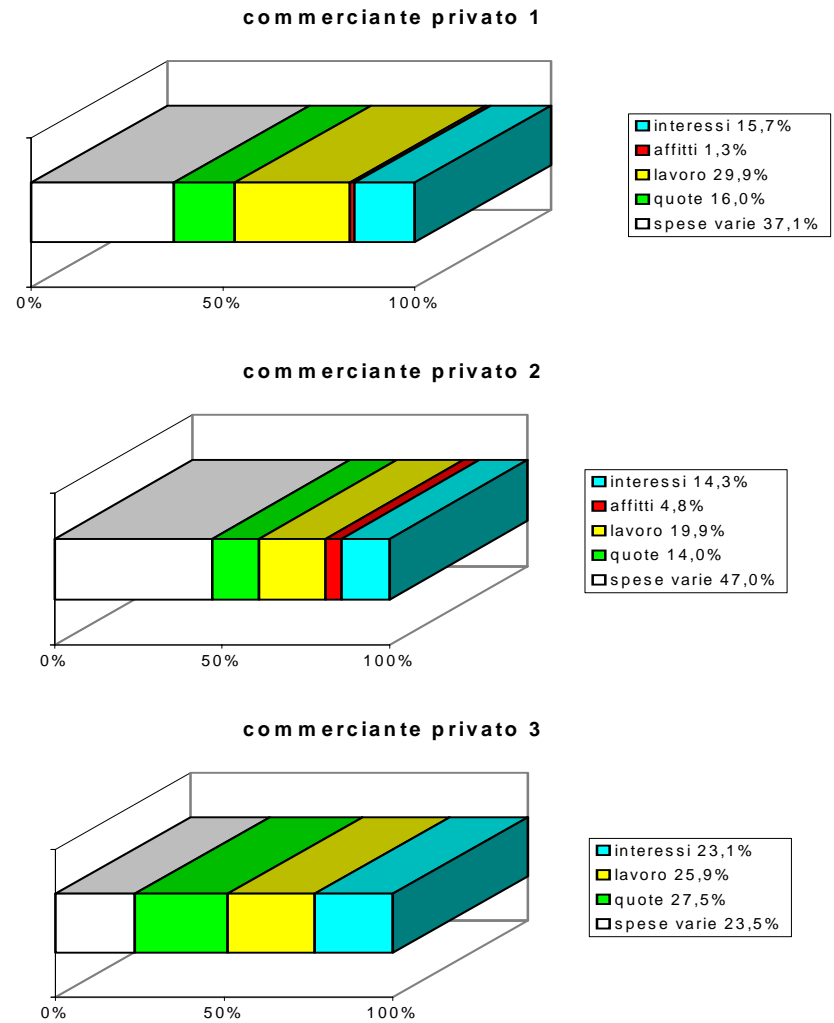 commerciante privato 1
interessi 15,7%
affitti 1,3%
lavoro 29,9%
quote 16,0%
spese varie 37,1%
0% 50% 100%
commerciante privato 2
interessi 14,3%
affitti 4,8%
lavoro 19,9%
quote 14,0%
spese varie 47,0%
0% 50% 100%
commerciante privato 3
interessi 23,1%
lavoro 25,9%
quote 27,5%
spese varie 23,5%
0% 50% 100%